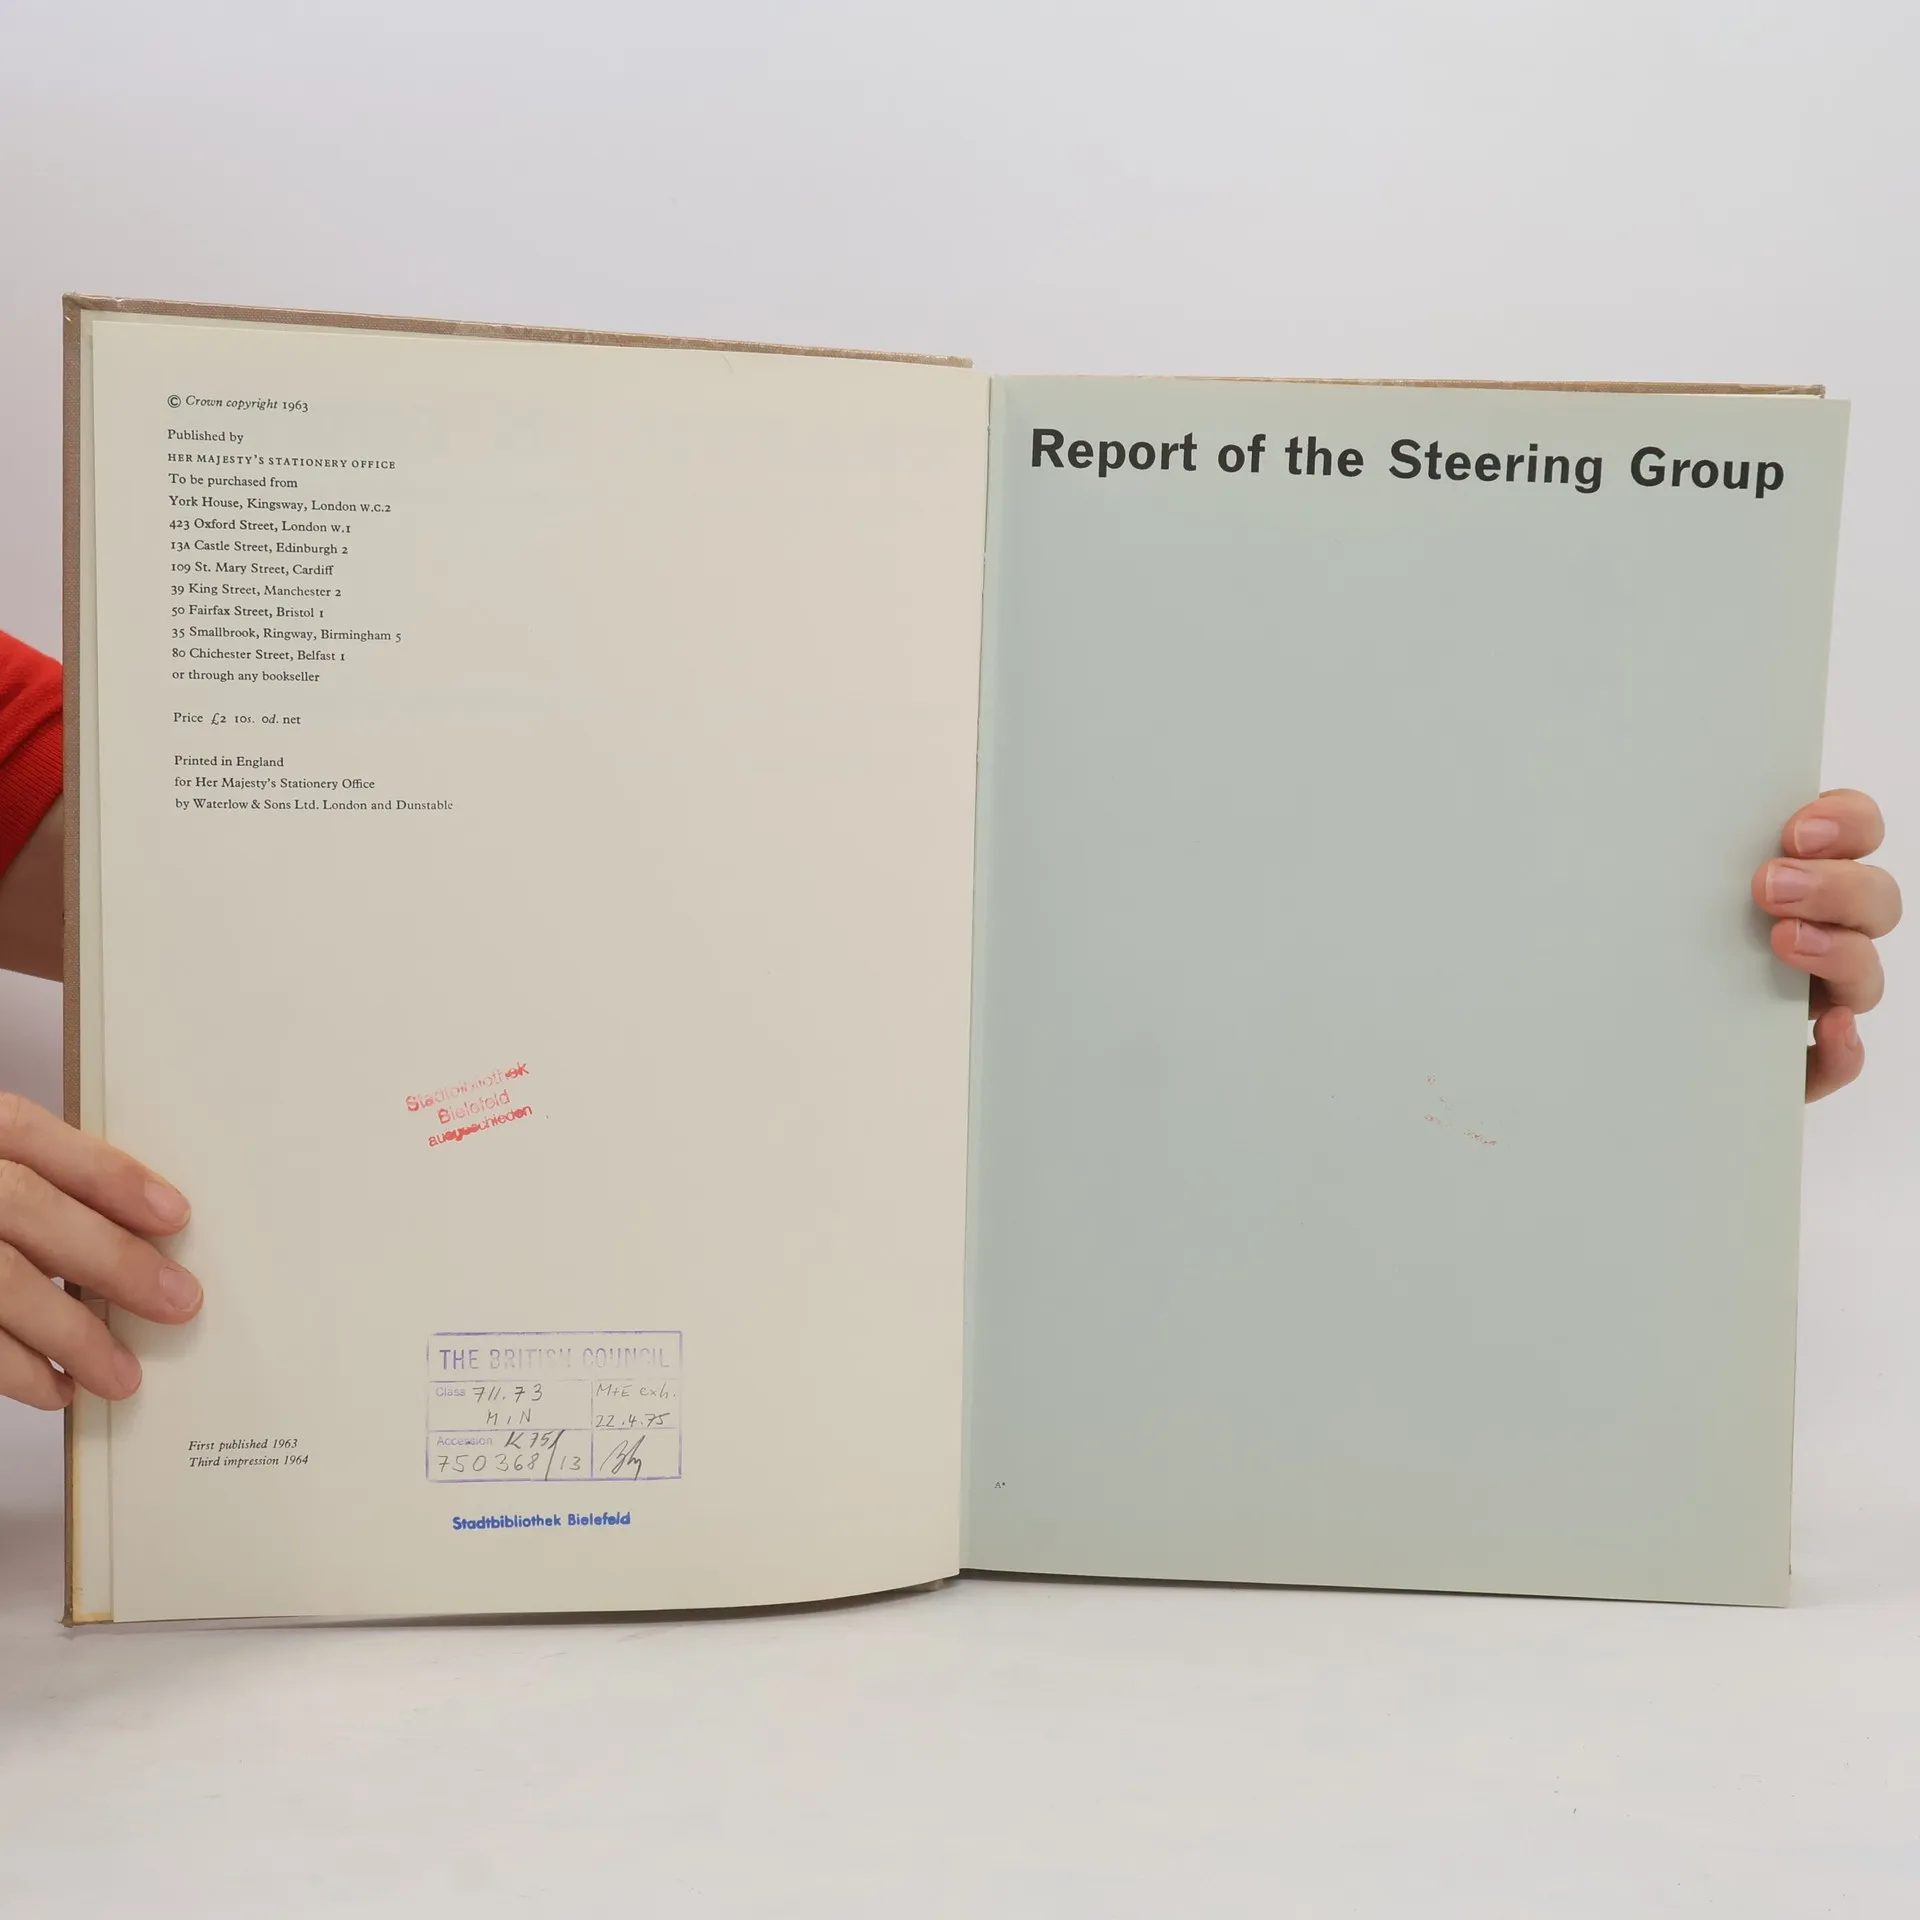 © Crown copyright 1963
Published by
HER MAJESTY'S STATIONERY OFFICE
To be purchased from
York House, Kingsway, London W.C.2
423 Oxford Street, London W.1
13A Castle Street, Edinburgh 2
109 St. Mary Street, Cardiff
39 King Street, Manchester 2
50 Fairfax Street, Bristol 1
35 Smallbrook, Ringway, Birmingham 5
80 Chichester Street, Belfast 1
or through any bookseller
Price £2 10s. 0d. net
Printed in England
for Her Majesty's Stationery Office
by Waterlow & Sons Ltd. London and Dunstable
Stadtbibliothek
Bielefeld
ausgeschieden
THE BRITISH COUNCIL
Class 711.73 M+E exh.
MIN 22.4.75
Accession K75/
750368/13
First published 1963
Third impression 1964
Stadtbibliothek Bielefeld
Report of the Steering Group
A*